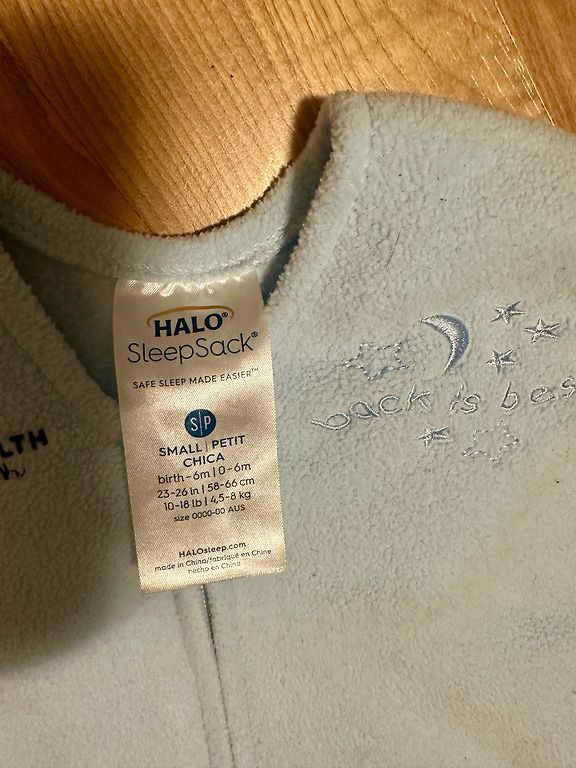 HALO®
SleepSack®
SAFE SLEEP MADE EASIER™
S|P
SMALL | PETIT
CHICA
birth–6m | 0–6m
23-26 in | 58-66 cm
10-18 lb | 4,5-8 kg
size 0000-00 AUS
HALOsleep.com
made in China/fabriqué en Chine
hecho en China
back is bes
LTH